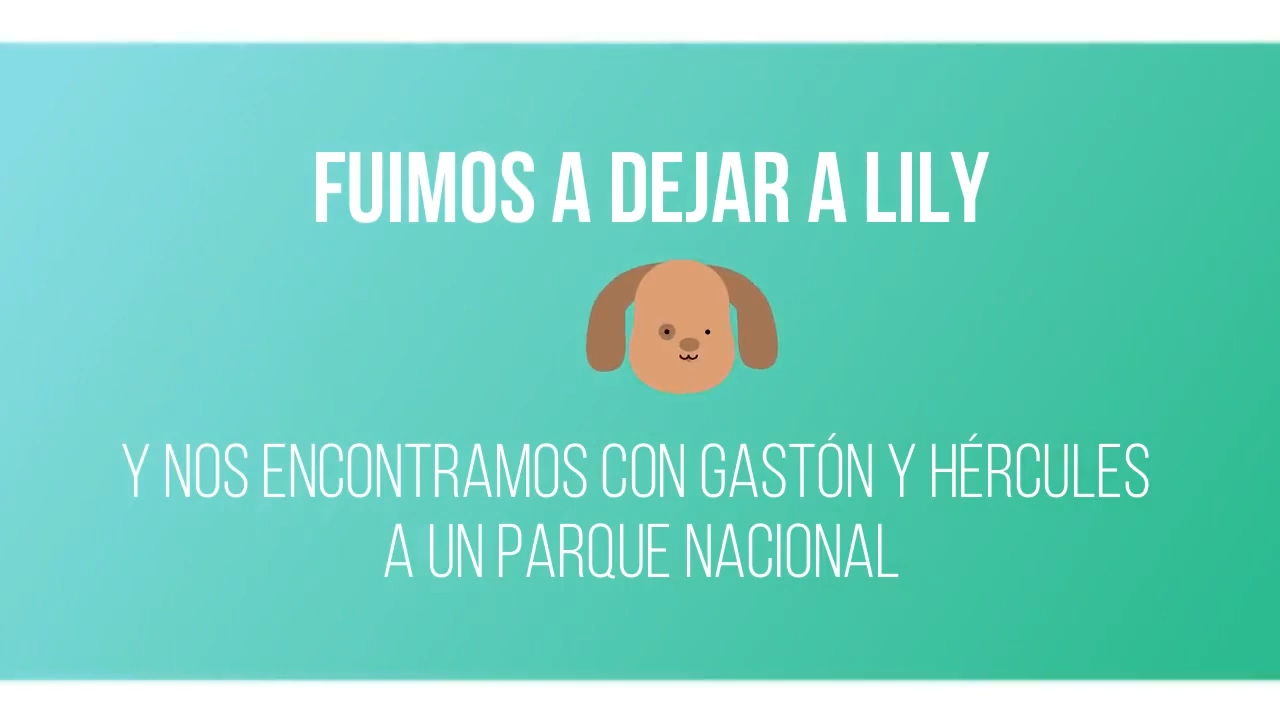 FUIMOS A DEJAR A LILY
Y NOS ENCONTRAMOS CON GASTÓN Y HÉRCULES
A UN PARQUE NACIONAL